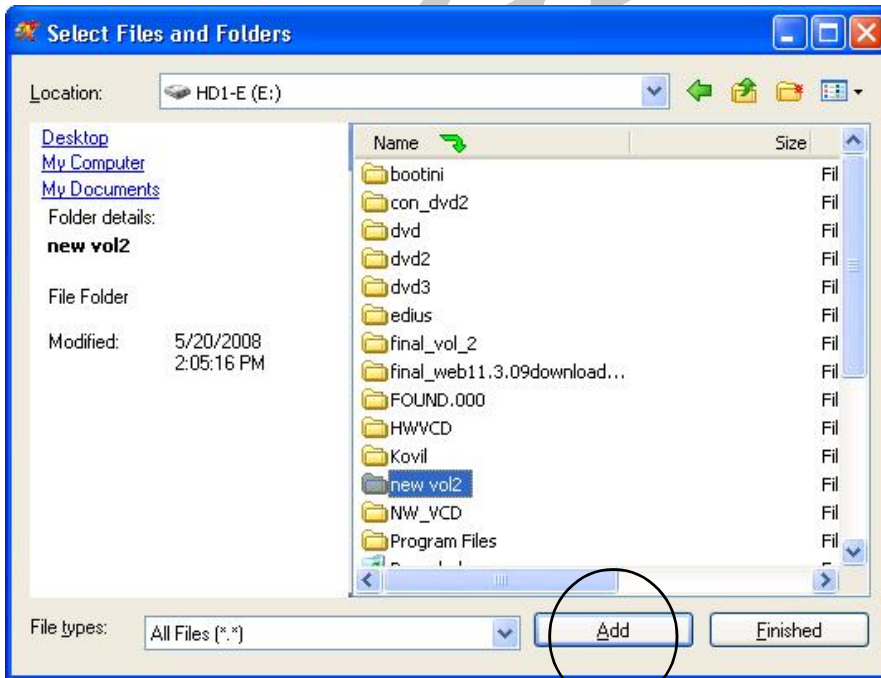 Select Files and Folders
Location: HD1-E (E:)
Desktop
My Computer
My Documents
Folder details:
new vol2
File Folder
Modified: 5/20/2008
2:05:16 PM
Name Size
bootini Fil
con_dvd2 Fil
dvd Fil
dvd2 Fil
dvd3 Fil
edius Fil
final_vol_2 Fil
final_web11.3.09download... Fil
FOUND.000 Fil
HWVCD Fil
Kovil Fil
new vol2 Fil
NW_VCD Fil
Program Files Fil
File types: All Files (*.*) Add Finished